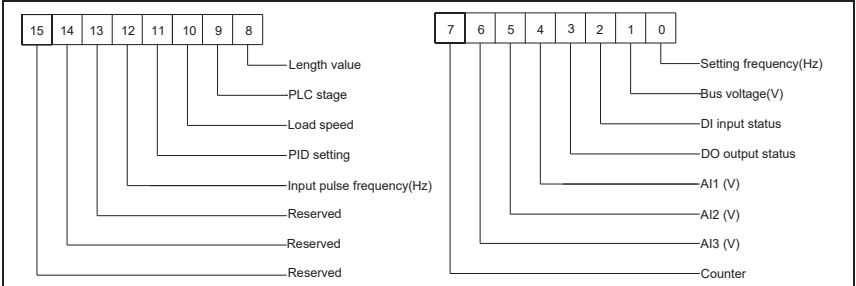 15 14 13 12 11 10 9 8
Length value
PLC stage
Load speed
PID setting
Input pulse frequency(Hz)
Reserved
Reserved
Reserved
7 6 5 4 3 2 1 0
Setting frequency(Hz)
Bus voltage(V)
DI input status
DO output status
AI1 (V)
AI2 (V)
AI3 (V)
Counter